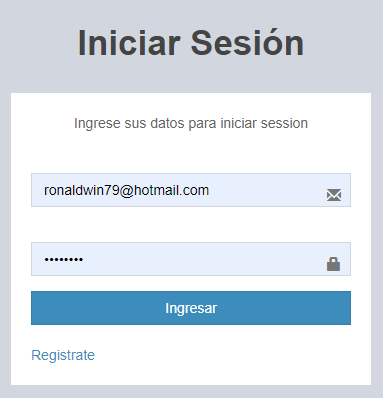 Iniciar Sesión
Ingrese sus datos para iniciar session
ronaldwin79@hotmail.com
••••••••
Ingresar
Registrate